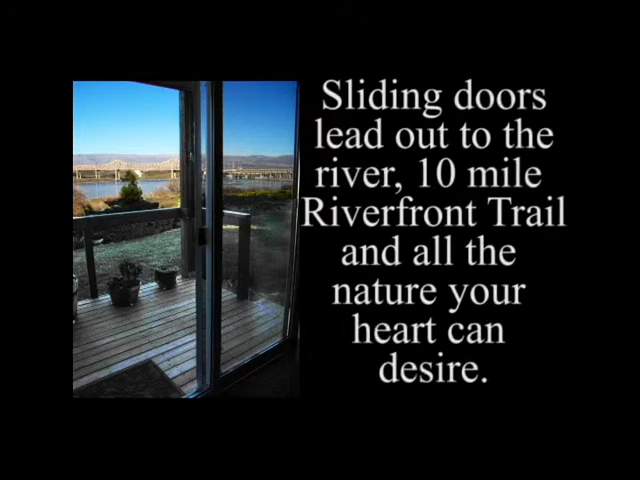 Sliding doors
lead out to the
river, 10 mile
Riverfront Trail
and all the
nature your
heart can
desire.